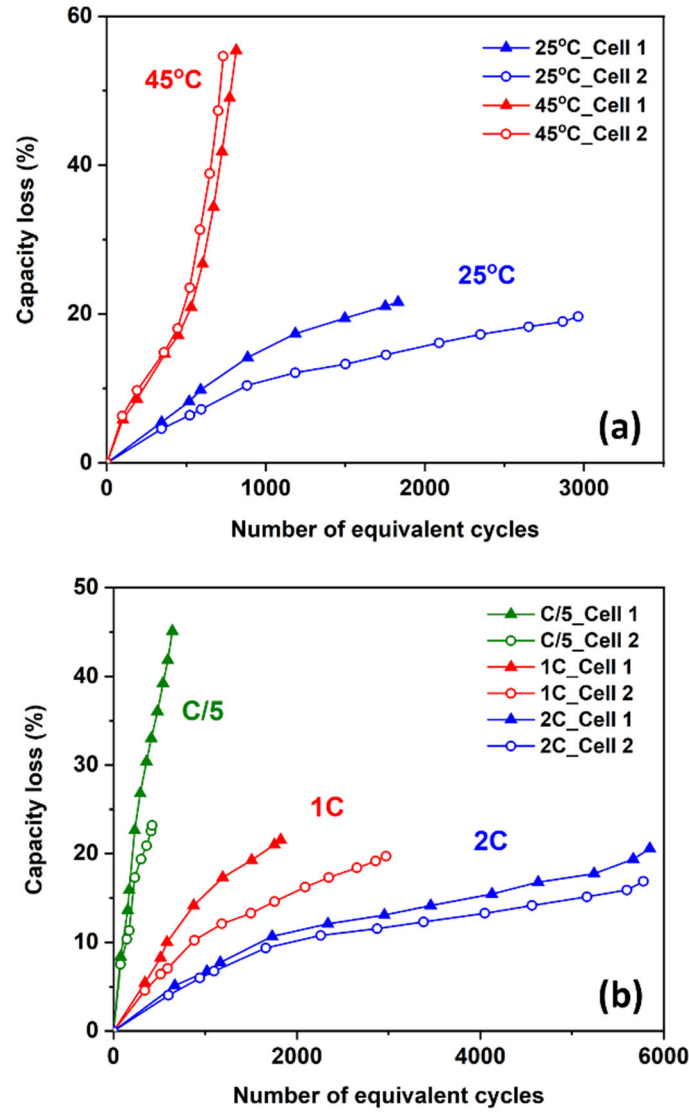 60
40
20
0
Capacity loss (%)
45°C
25°C
25°C_Cell 1
25°C_Cell 2
45°C_Cell 1
45°C_Cell 2
(a)
0 1000 2000 3000
Number of equivalent cycles
50
40
30
20
10
0
Capacity loss (%)
C/5
1C
2C
C/5_Cell 1
C/5_Cell 2
1C_Cell 1
1C_Cell 2
2C_Cell 1
2C_Cell 2
(b)
0 2000 4000 6000
Number of equivalent cycles